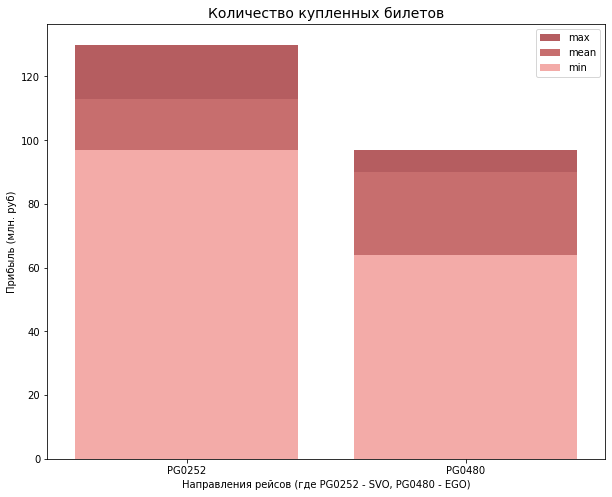 Количество купленных билетов
max
mean
min
Прибыль (млн. руб)
120
100
80
60
40
20
0
PG0252
PG0480
Направления рейсов (где PG0252 - SVO, PG0480 - EGO)